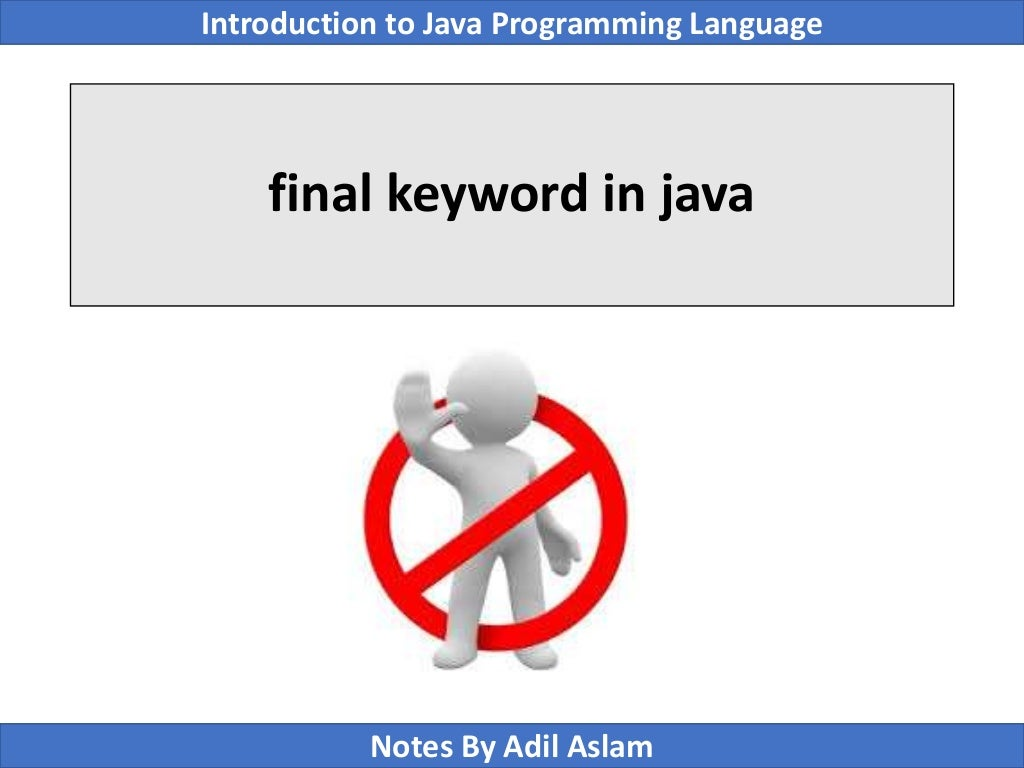 Introduction to Java Programming Language
final keyword in java
Notes By Adil Aslam